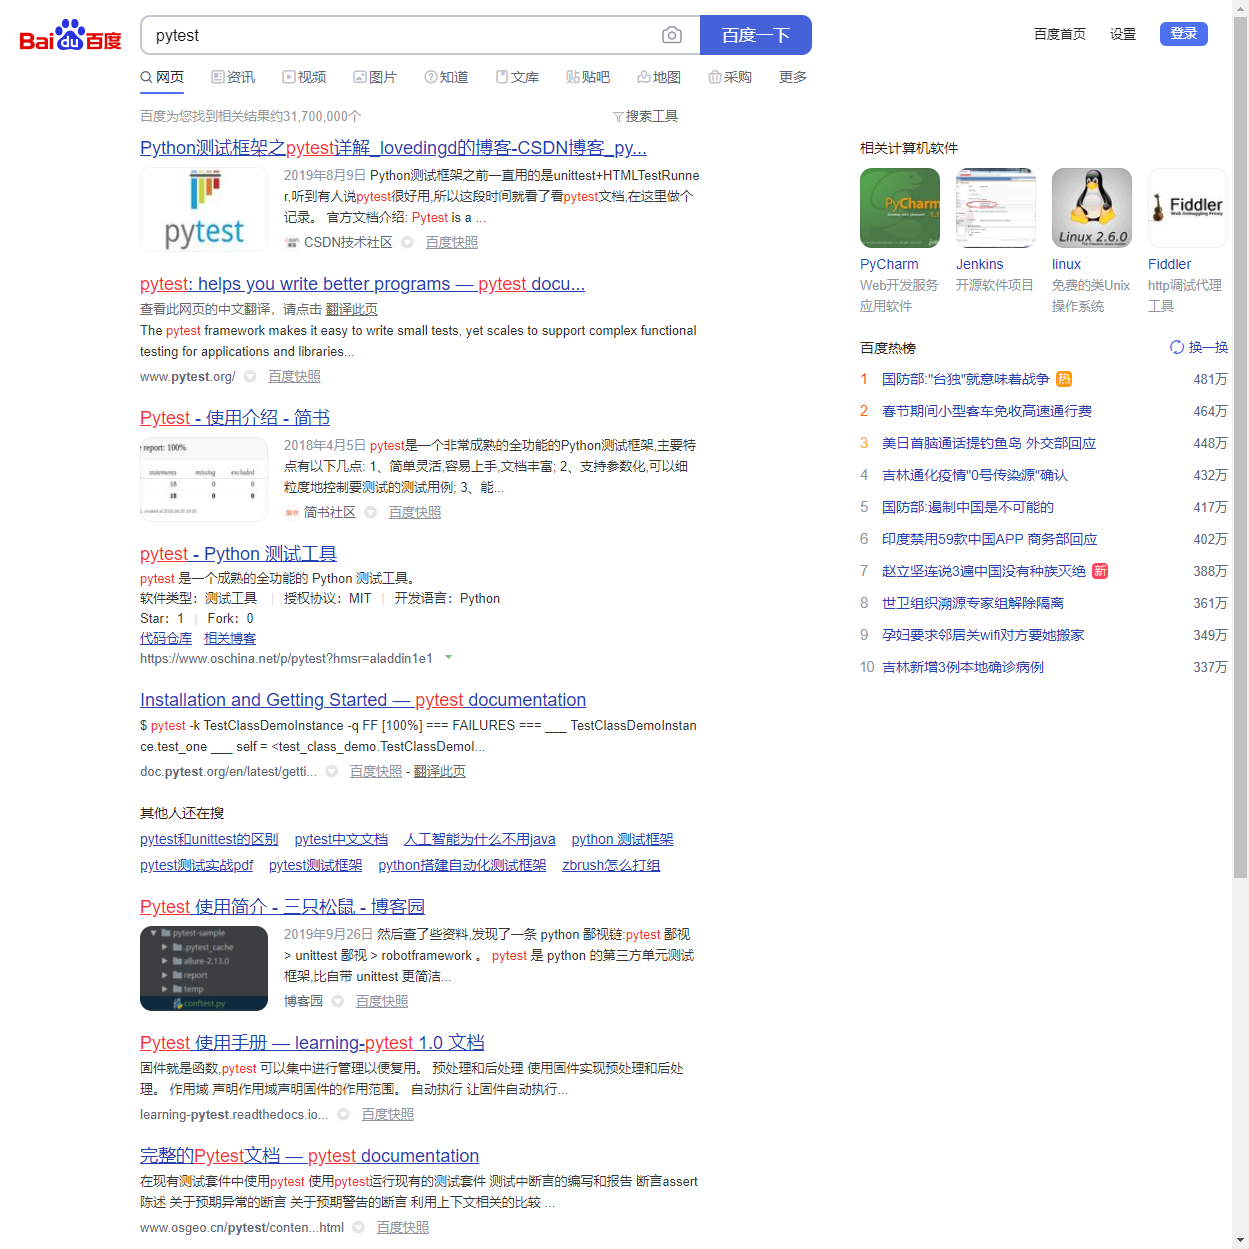 Bai du 百度
pytest
百度一下
百度首页 设置 登录
网页 资讯 视频 图片 知道 文库 贴吧 地图 采购 更多
百度为您找到相关结果约31,700,000个
搜索工具
Python测试框架之pytest详解_lovedingd的博客-CSDN博客_py...
pytest
2019年8月9日 Python测试框架之前一直用的是unittest+HTMLTestRunne
r,听到有人说pytest很好用,所以这段时间就看了看pytest文档,在这里做个
记录。 官方文档介绍: Pytest is a ...
CSDN技术社区 百度快照
pytest: helps you write better programs — pytest docu...
查看此网页的中文翻译，请点击 翻译此页
The pytest framework makes it easy to write small tests, yet scales to support complex functional
testing for applications and libraries...
www.pytest.org/ 百度快照
Pytest - 使用介绍 - 简书
e report: 100%
statements missing excluded
18 0 0
18 0 0
2018年4月5日 pytest是一个非常成熟的全功能的Python测试框架,主要特
点有以下几点: 1、简单灵活,容易上手,文档丰富; 2、支持参数化,可以细
粒度地控制要测试的测试用例; 3、能...
简书社区 百度快照
pytest - Python 测试工具
pytest 是一个成熟的全功能的 Python 测试工具。
软件类型：测试工具 | 授权协议：MIT | 开发语言：Python
Star：1 | Fork：0
代码仓库 相关博客
https://www.oschina.net/p/pytest?hmsr=aladdin1e1
Installation and Getting Started — pytest documentation
$ pytest -k TestClassDemoInstance -q FF [100%] === FAILURES === ___ TestClassDemoInstan
ce.test_one ___ self = <test_class_demo.TestClassDemoI...
doc.pytest.org/en/latest/getti... 百度快照 - 翻译此页
其他人还在搜
pytest和unittest的区别 pytest中文文档 人工智能为什么不用java python 测试框架
pytest测试实战pdf pytest测试框架 python搭建自动化测试框架 zbrush怎么打组
Pytest 使用简介 - 三只松鼠 - 博客园
pytest-sample
.pytest_cache
allure-2.13.0
report
temp
conftest.py
2019年9月26日 然后查了些资料,发现了一条 python 鄙视链:pytest 鄙视
> unittest 鄙视 > robotframework 。 pytest 是 python 的第三方单元测试
框架,比自带 unittest 更简洁...
博客园 百度快照
Pytest 使用手册 — learning-pytest 1.0 文档
固件就是函数,pytest 可以集中进行管理以便复用。 预处理和后处理 使用固件实现预处理和后处
理。 作用域 声明作用域声明固件的作用范围。 自动执行 让固件自动执行...
learning-pytest.readthedocs.io... 百度快照
完整的Pytest文档 — pytest documentation
在现有测试套件中使用pytest 使用pytest运行现有的测试套件 测试中断言的编写和报告 断言assert
陈述 关于预期异常的断言 关于预期警告的断言 利用上下文相关的比较 ...
www.osgeo.cn/pytest/conten...html 百度快照
相关计算机软件
PyCharm
Linux 2.6.0
Fiddler
Web Debugging Proxy
PyCharm Jenkins linux Fiddler
Web开发服务 开源软件项目 免费的类Unix http调试代理
应用软件 操作系统 工具
百度热榜 换一换
1 国防部:"台独"就意味着战争 热 481万
2 春节期间小型客车免收高速通行费 464万
3 美日首脑通话提钓鱼岛 外交部回应 448万
4 吉林通化疫情"0号传染源"确认 432万
5 国防部:遏制中国是不可能的 417万
6 印度禁用59款中国APP 商务部回应 402万
7 赵立坚连说3遍中国没有种族灭绝 新 388万
8 世卫组织溯源专家组解除隔离 361万
9 孕妇要求邻居关wifi对方要她搬家 349万
10 吉林新增3例本地确诊病例 337万